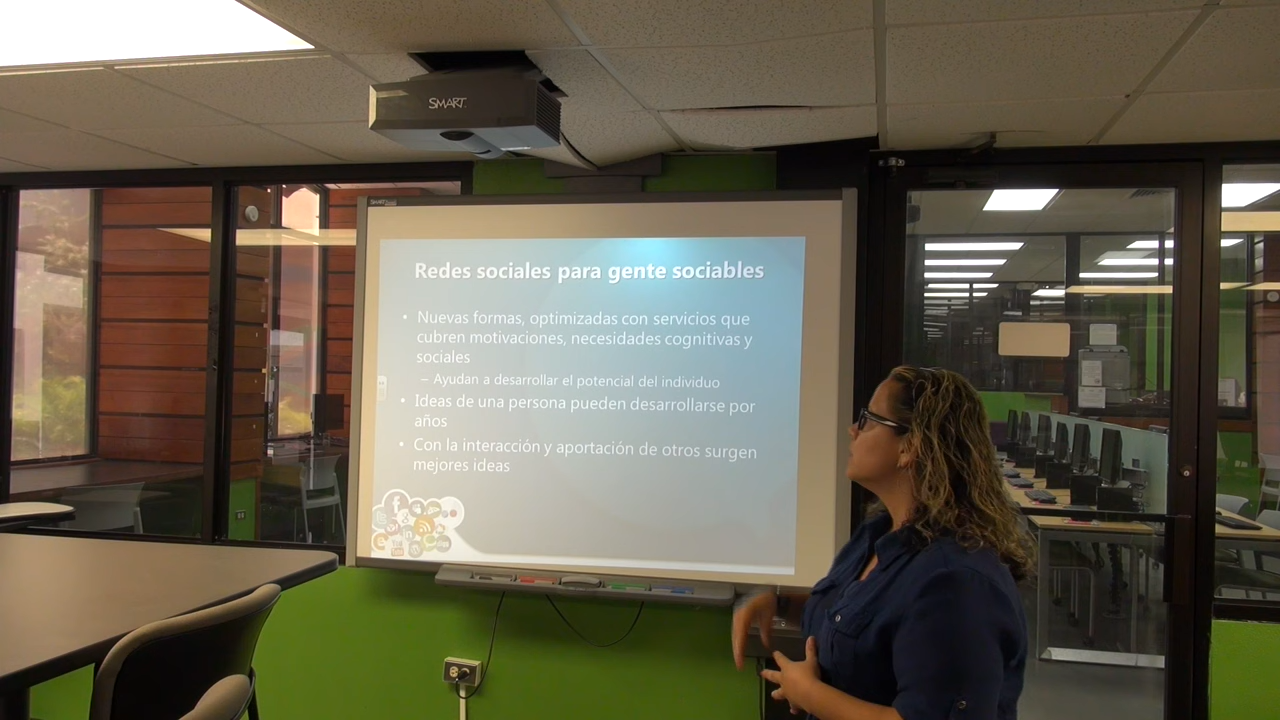 SMART
SMART
Redes sociales para gente sociables
• Nuevas formas, optimizadas con servicios que
cubren motivaciones, necesidades cognitivas y
sociales
– Ayudan a desarrollar el potencial del individuo
• Ideas de una persona pueden desarrollarse por
años
• Con la interacción y aportación de otros surgen
mejores ideas